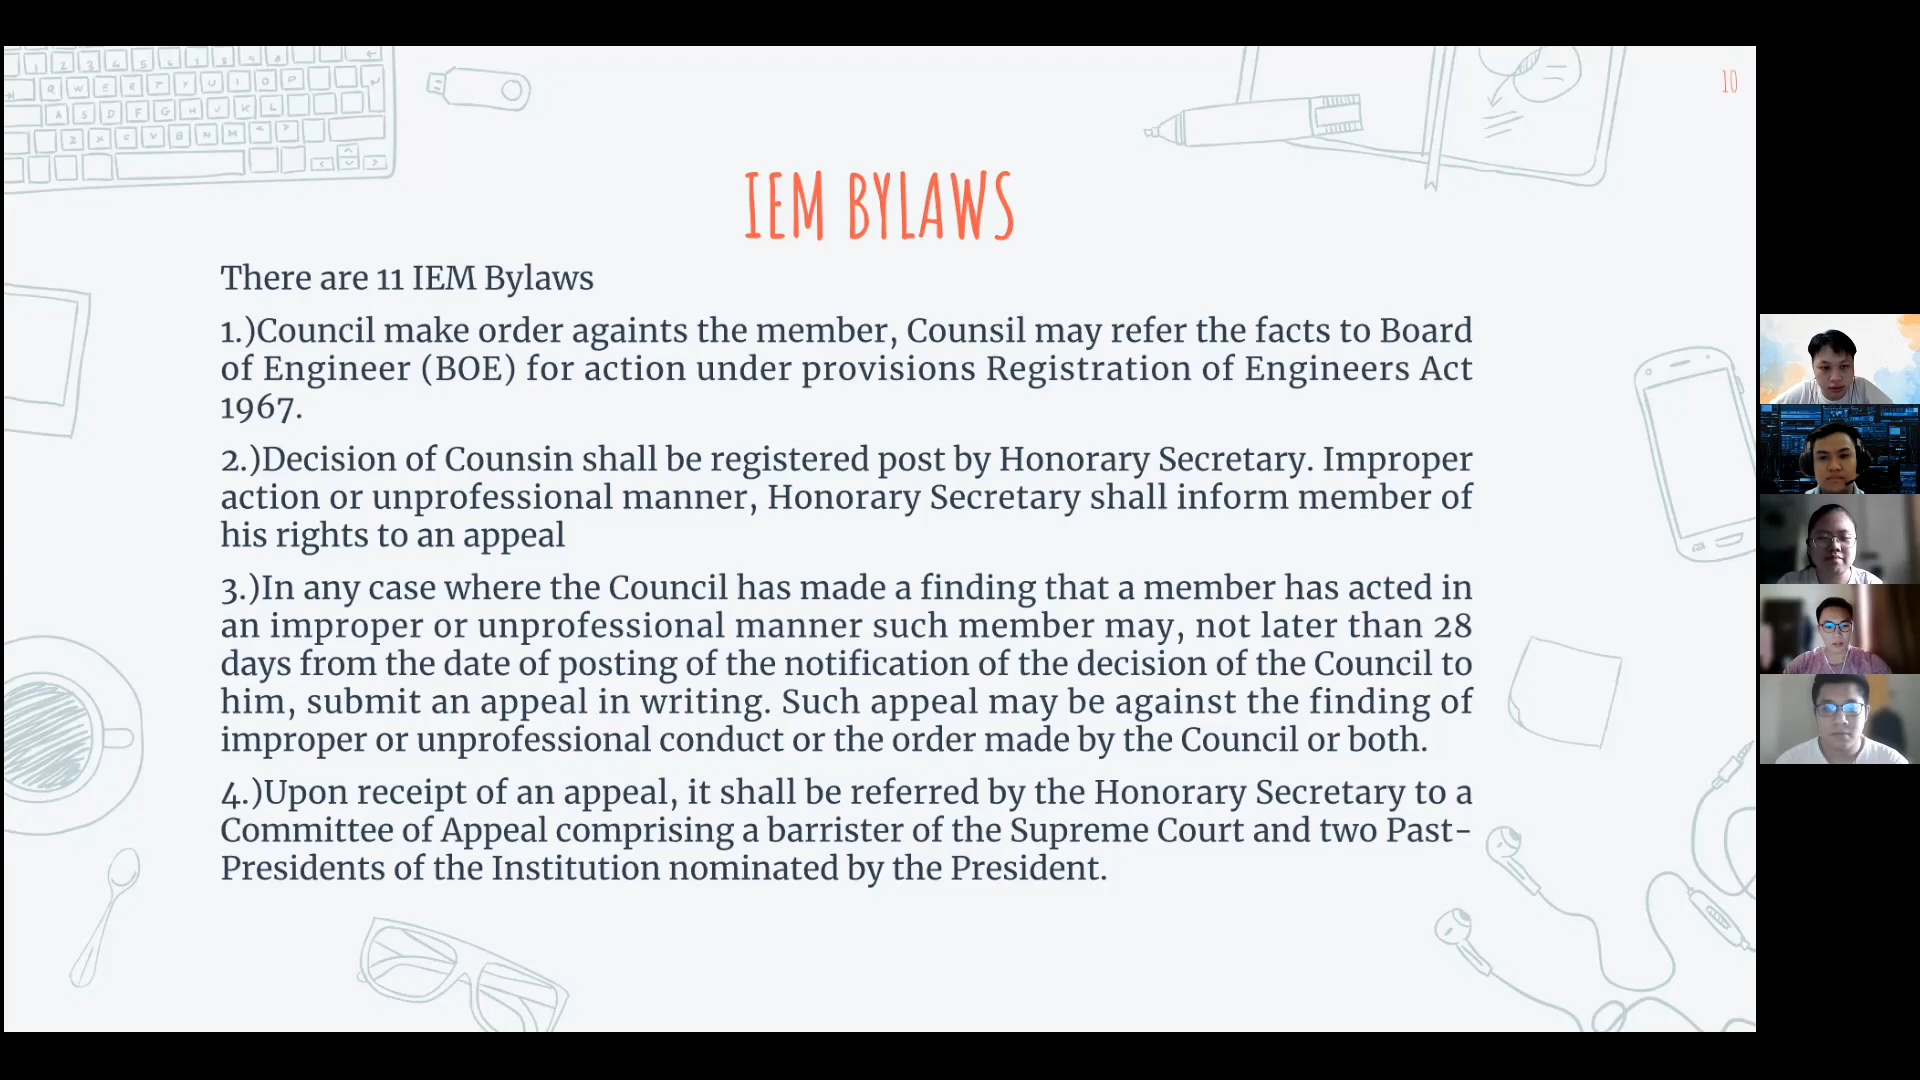 10
IEM BYLAWS
There are 11 IEM Bylaws
1.)Council make order againts the member, Counsil may refer the facts to Board
of Engineer (BOE) for action under provisions Registration of Engineers Act
1967.
2.)Decision of Counsin shall be registered post by Honorary Secretary. Improper
action or unprofessional manner, Honorary Secretary shall inform member of
his rights to an appeal
3.)In any case where the Council has made a finding that a member has acted in
an improper or unprofessional manner such member may, not later than 28
days from the date of posting of the notification of the decision of the Council to
him, submit an appeal in writing. Such appeal may be against the finding of
improper or unprofessional conduct or the order made by the Council or both.
4.)Upon receipt of an appeal, it shall be referred by the Honorary Secretary to a
Committee of Appeal comprising a barrister of the Supreme Court and two Past-
Presidents of the Institution nominated by the President.